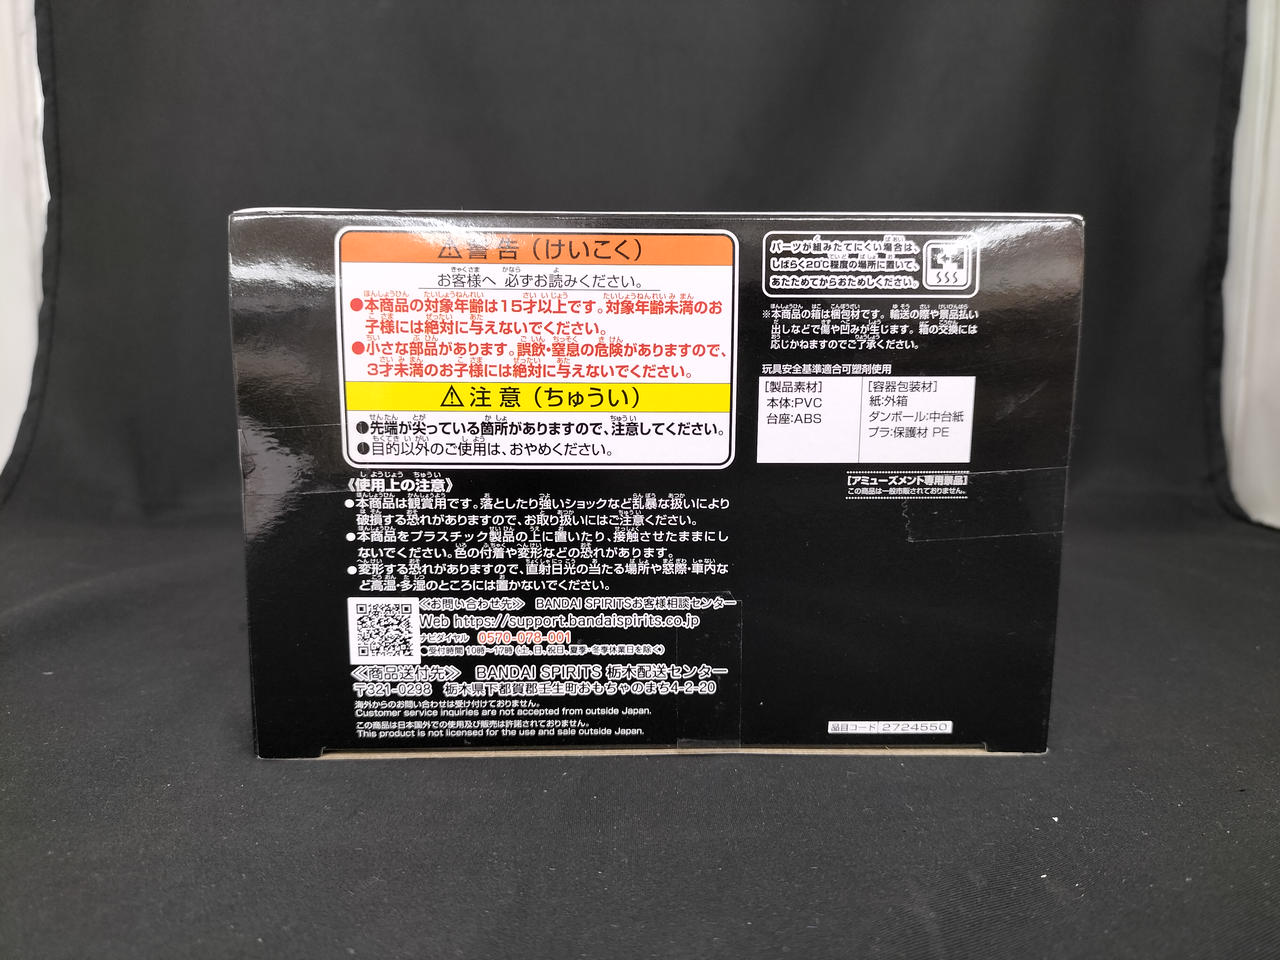 ⚠警告（けいこく）
お客様へ 必ずお読みください。
●本商品の対象年齢は15才以上です。対象年齢未満のお
子様には絶対に与えないでください。
●小さな部品があります。誤飲・窒息の危険がありますので、
3才未満のお子様には絶対に与えないでください。
⚠注意（ちゅうい）
●先端が尖っている箇所がありますので、注意してください。
●目的以外のご使用は、おやめください。
《使用上の注意》
●本商品は観賞用です。落としたり強いショックなど乱暴な扱いにより
破損する恐れがありますので、お取り扱いにはご注意ください。
●本商品をプラスチック製品の上に置いたり、接触させたままにし
ないでください。色の付着や変形などの恐れがあります。
●変形する恐れがありますので、直射日光の当たる場所や窓際・車内な
ど高温・多湿のところには置かないでください。
≪お問い合わせ先≫ BANDAI SPIRITSお客様相談センター
Web https://support.bandaispirits.co.jp
ナビダイヤル 0570-078-001
●受付時間 10時〜17時(土、日、祝日、夏季・冬季休業日を除く)
≪商品送付先≫ BANDAI SPIRITS 栃木配送センター
〒321-0298 栃木県下都賀郡壬生町おもちゃのまち4-2-20
海外からのお問い合わせは受け付けておりません。
Customer service inquiries are not accepted from outside Japan.
この商品は日本国外での使用及び販売は許諾されておりません。
This product is not licensed for the use and sale outside Japan.
パーツが組みたてにくい場合は、
しばらく20℃程度の場所に置いて、
あたためてからおためしください。
※本商品の箱は梱包材です。輸送の際や景品払い
出しなどで傷や凹みが生じます。箱の交換には
応じかねますのでご了承ください。
玩具安全基準適合可塑剤使用
[製品素材]
本体:PVC
台座:ABS
[容器包装材]
紙:外箱
ダンボール:中台紙
プラ:保護材 PE
[アミューズメント専用景品]
この商品は一般市販されておりません。
品目コード 2724550